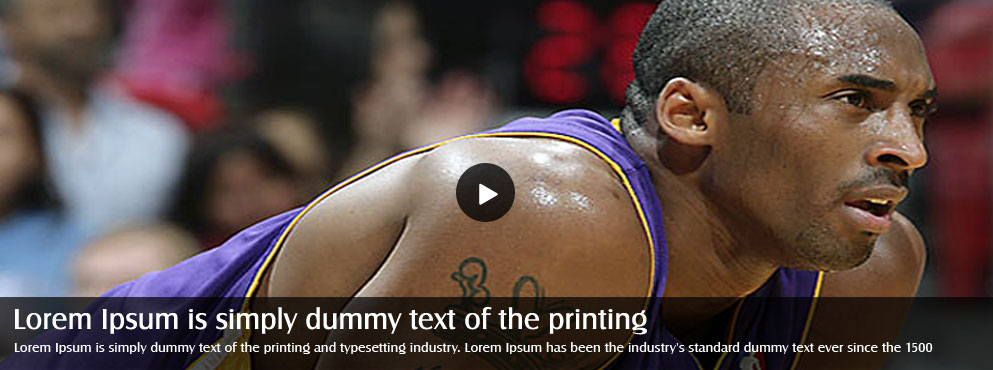 Lorem Ipsum is simply dummy text of the printing
Lorem Ipsum is simply dummy text of the printing and typesetting industry. Lorem Ipsum has been the industry's standard dummy text ever since the 1500